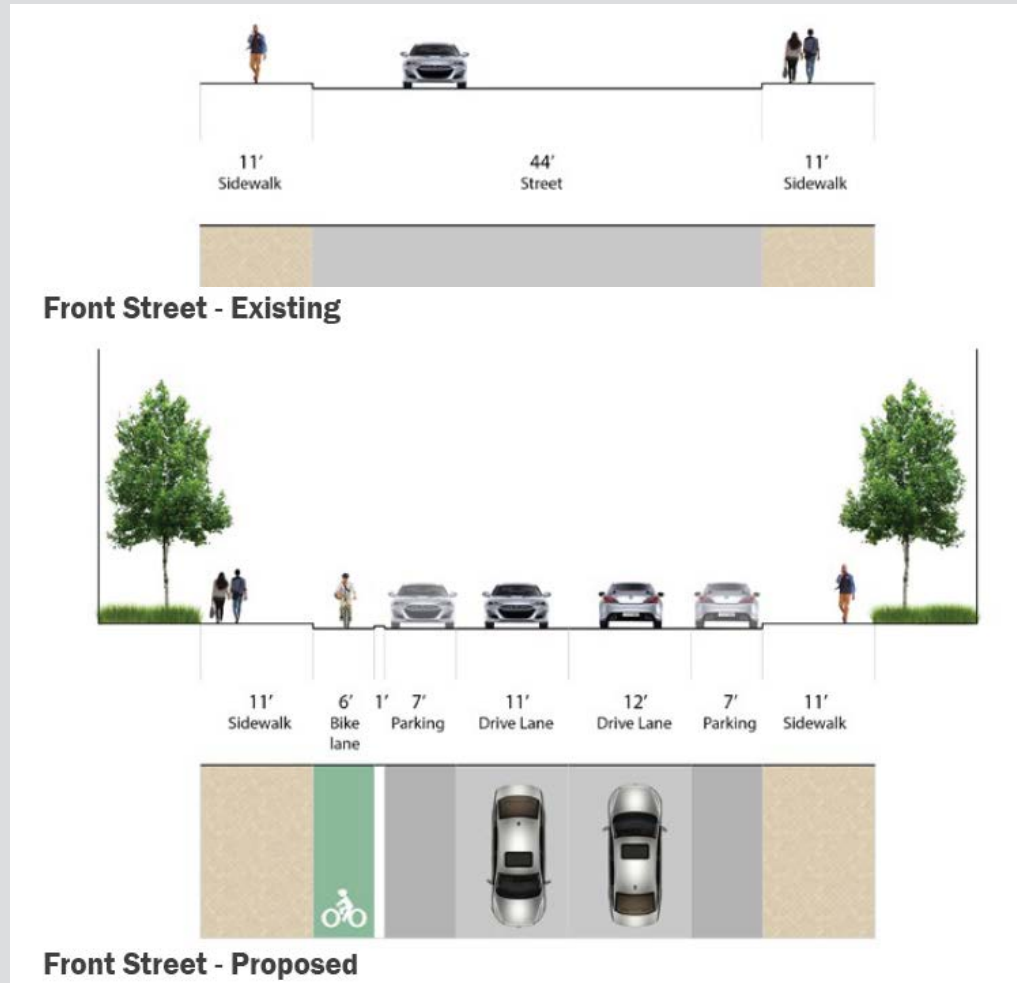 11' 44' 11'
Sidewalk Street Sidewalk
Front Street - Existing
11' 6' 1' 7' 11' 12' 7' 11'
Sidewalk Bike Parking Drive Lane Drive Lane Parking Sidewalk
lane
Front Street - Proposed